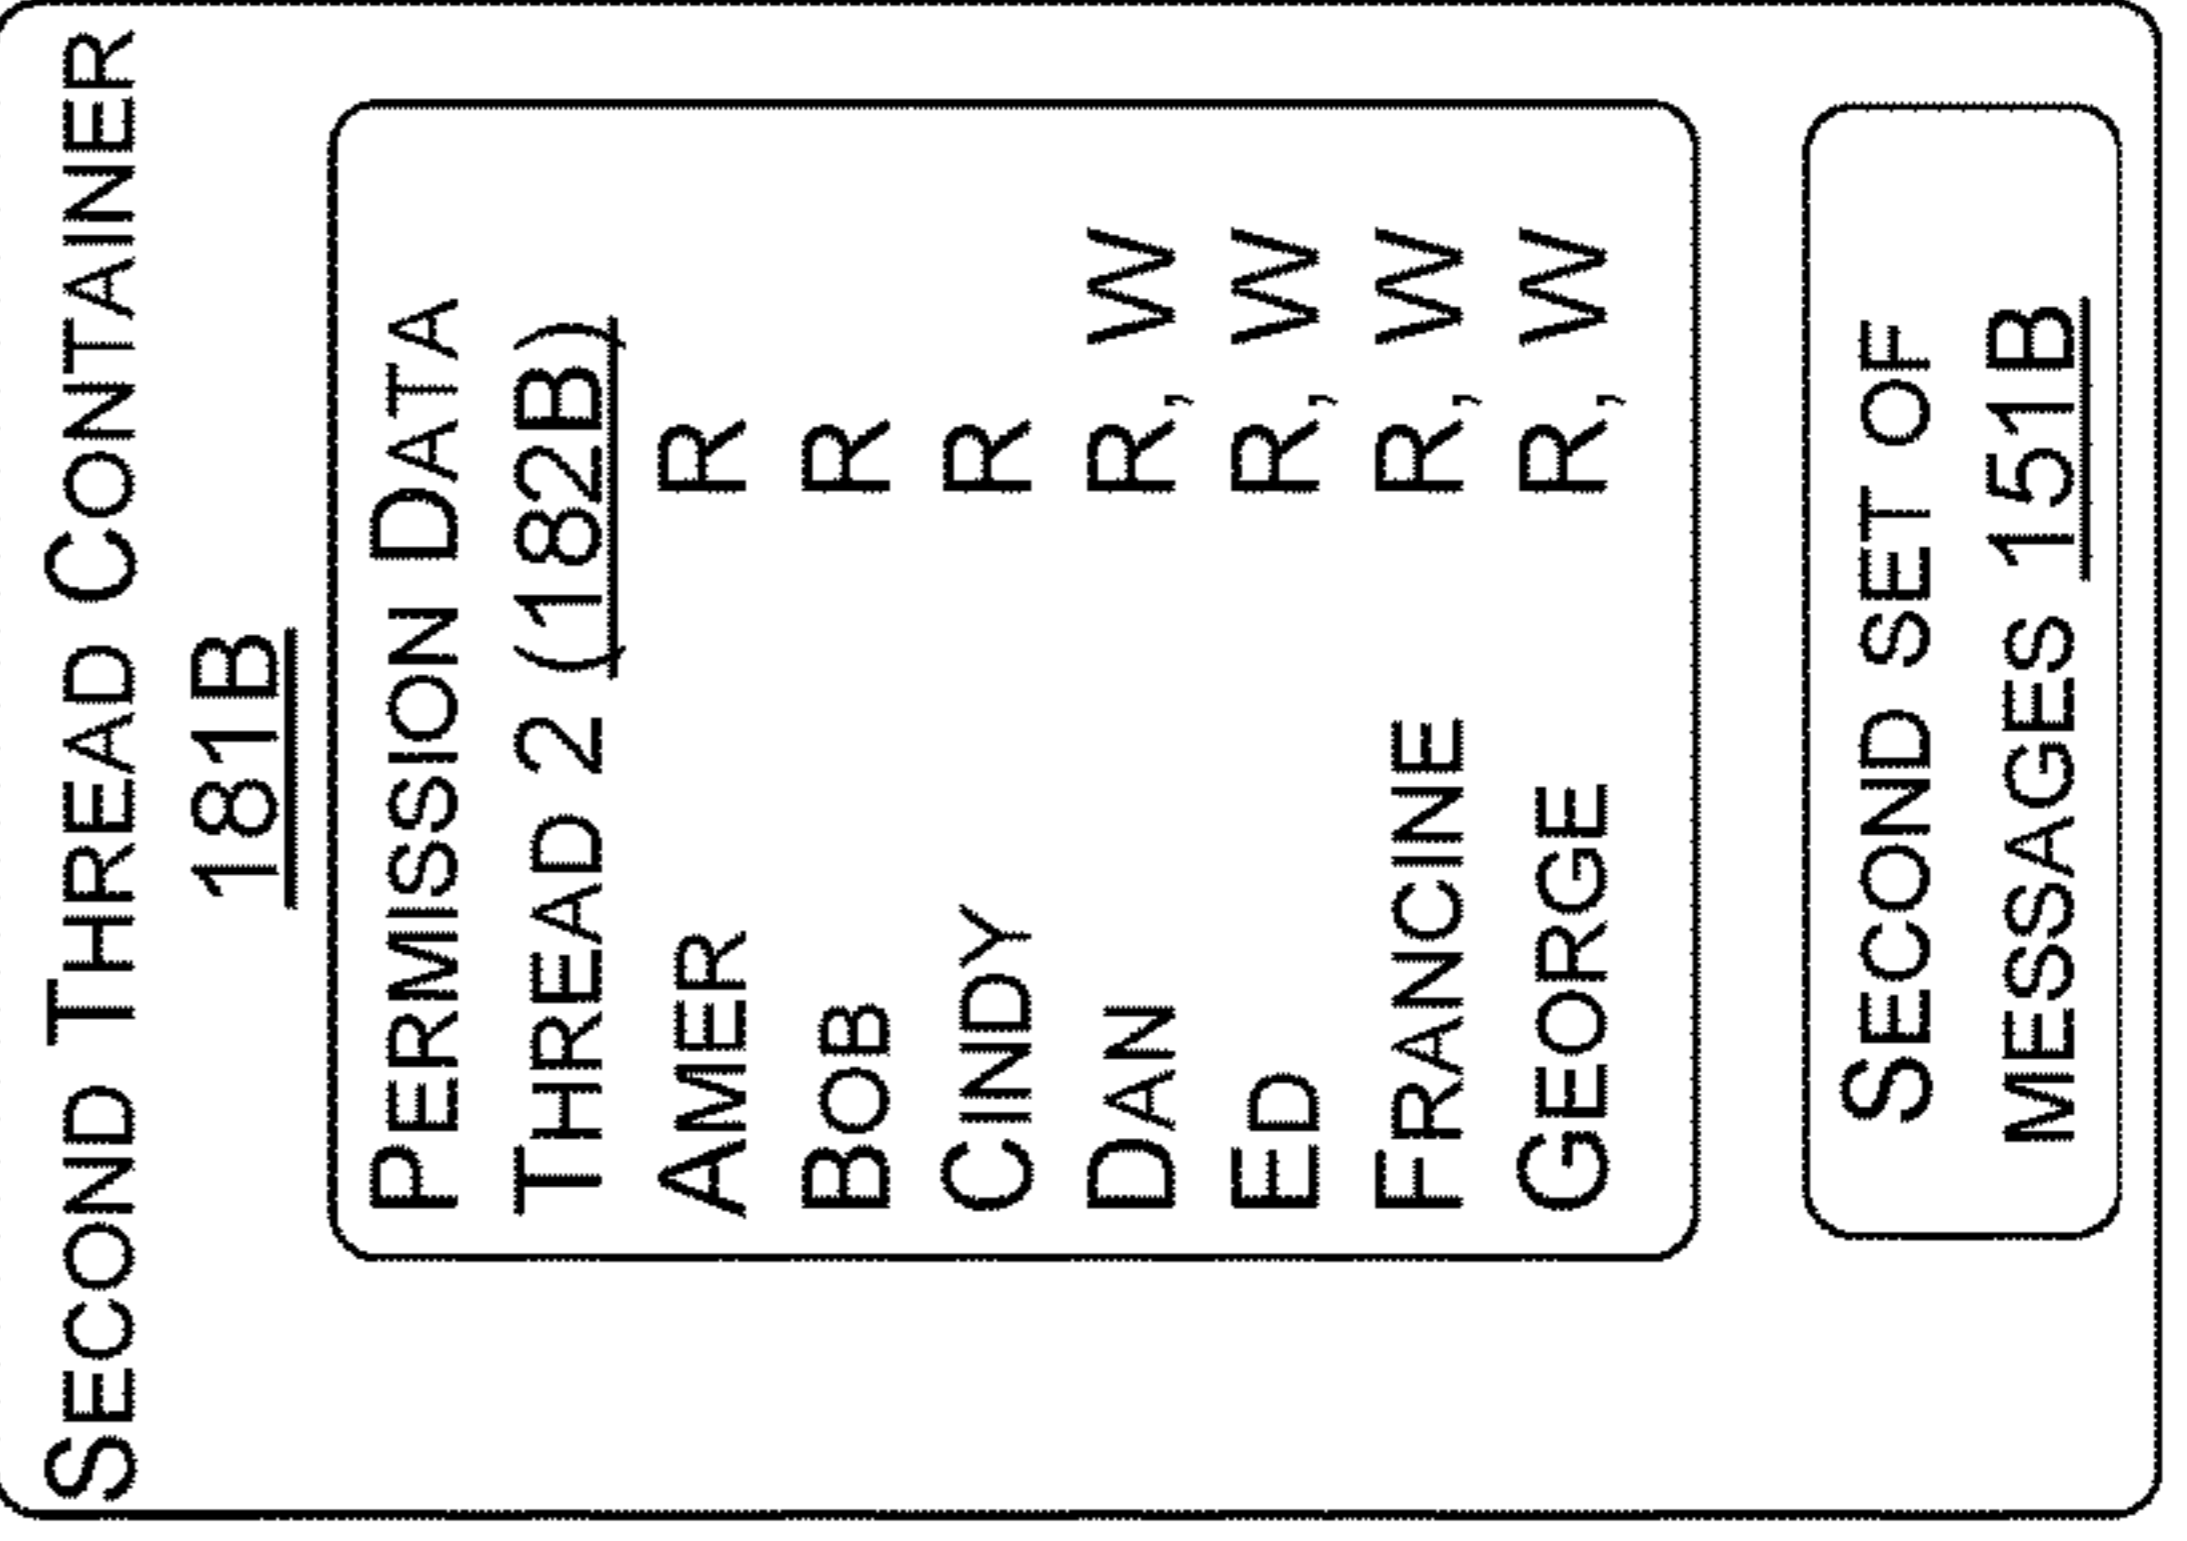 SECOND THREAD CONTAINER
181B
PERMISSION DATA
THREAD 2 (182B)
AMER R
BOB R
CINDY R
DAN R, W
ED R, W
FRANCINE R, W
GEORGE R, W
SECOND SET OF
MESSAGES 151B